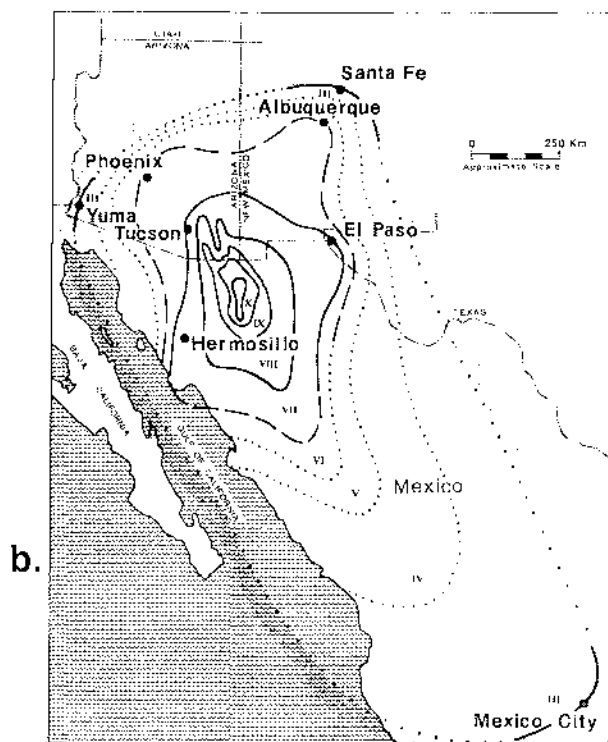 UTAH
ARIZONA
Santa Fe
III
Albuquerque
0 250 Km
Approximate Scale
Phoenix
ARIZONA
NEW MEXICO
III
Yuma
Tucson
El Paso
TEXAS
X
IX
Hermosillo
VIII
BAJA
CALIFORNIA
VII
GULF OF CALIFORNIA
VI
V
Mexico
b.
IV
III
Mexico City